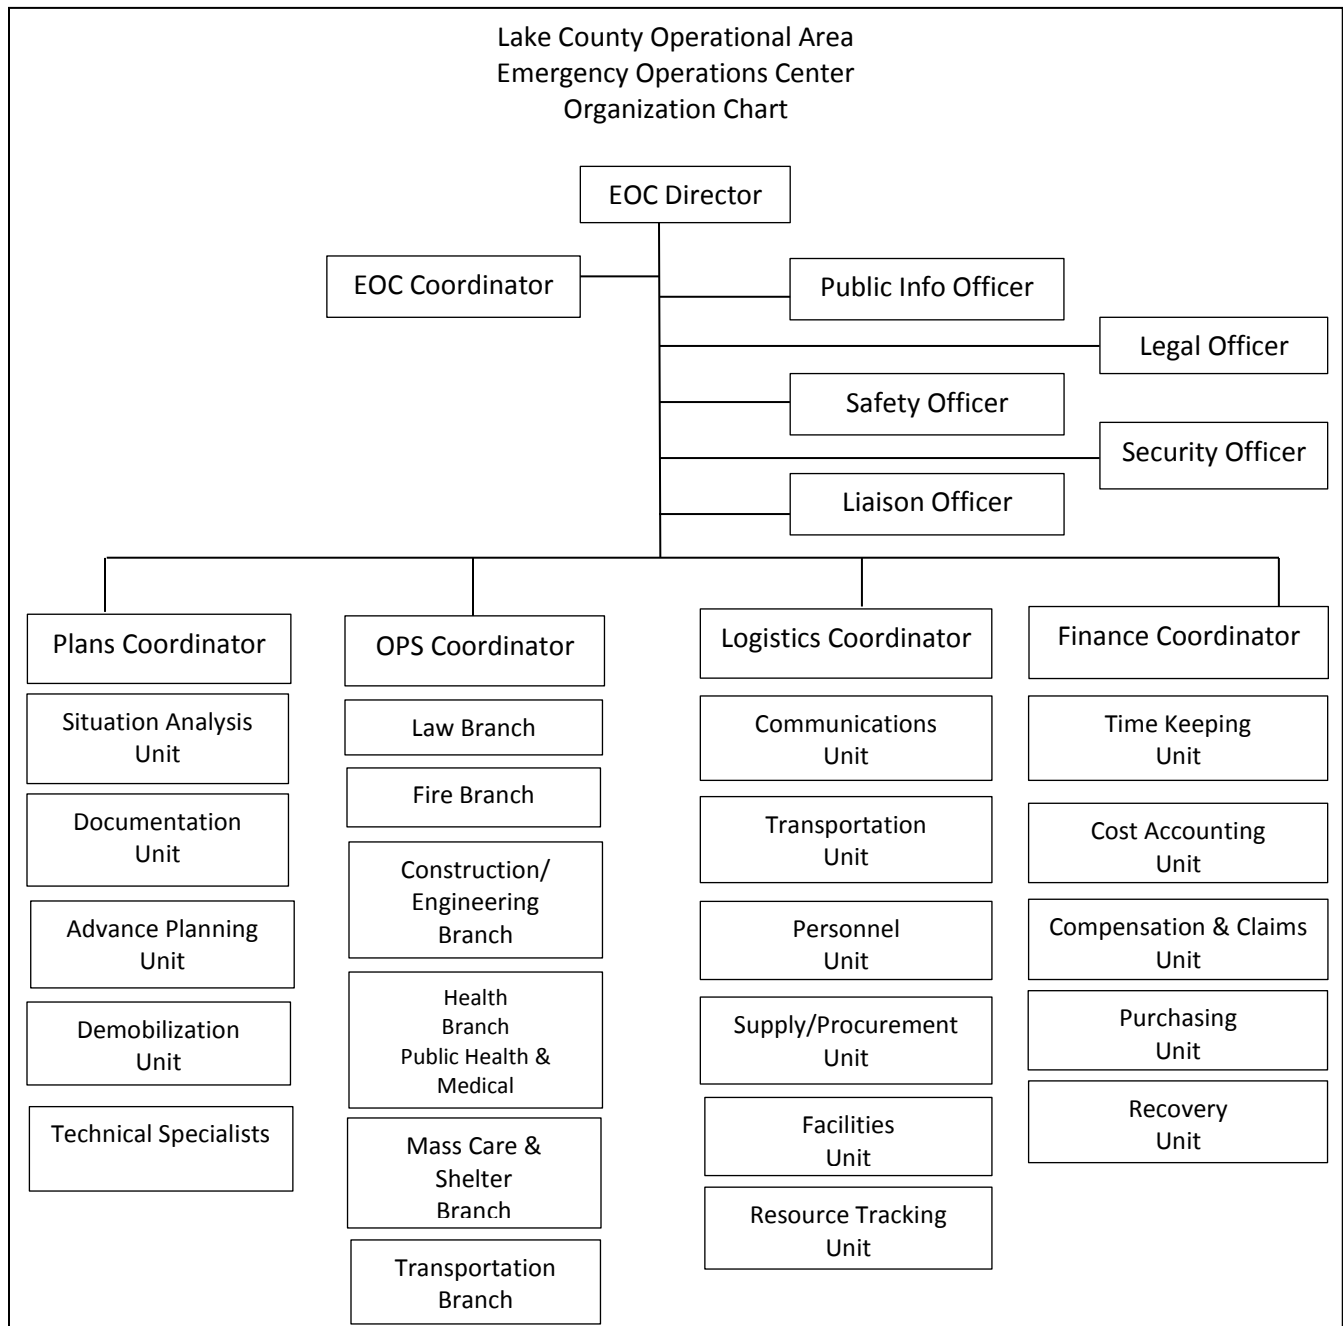 Lake County Operational Area
Emergency Operations Center
Organization Chart
EOC Director
EOC Coordinator
Public Info Officer
Legal Officer
Safety Officer
Security Officer
Liaison Officer
Plans Coordinator
Situation Analysis
Unit
Documentation
Unit
Advance Planning
Unit
Demobilization
Unit
Technical Specialists
OPS Coordinator
Law Branch
Fire Branch
Construction/
Engineering
Branch
Health
Branch
Public Health &
Medical
Mass Care &
Shelter
Branch
Transportation
Branch
Logistics Coordinator
Communications
Unit
Transportation
Unit
Personnel
Unit
Supply/Procurement
Unit
Facilities
Unit
Resource Tracking
Unit
Finance Coordinator
Time Keeping
Unit
Cost Accounting
Unit
Compensation & Claims
Unit
Purchasing
Unit
Recovery
Unit